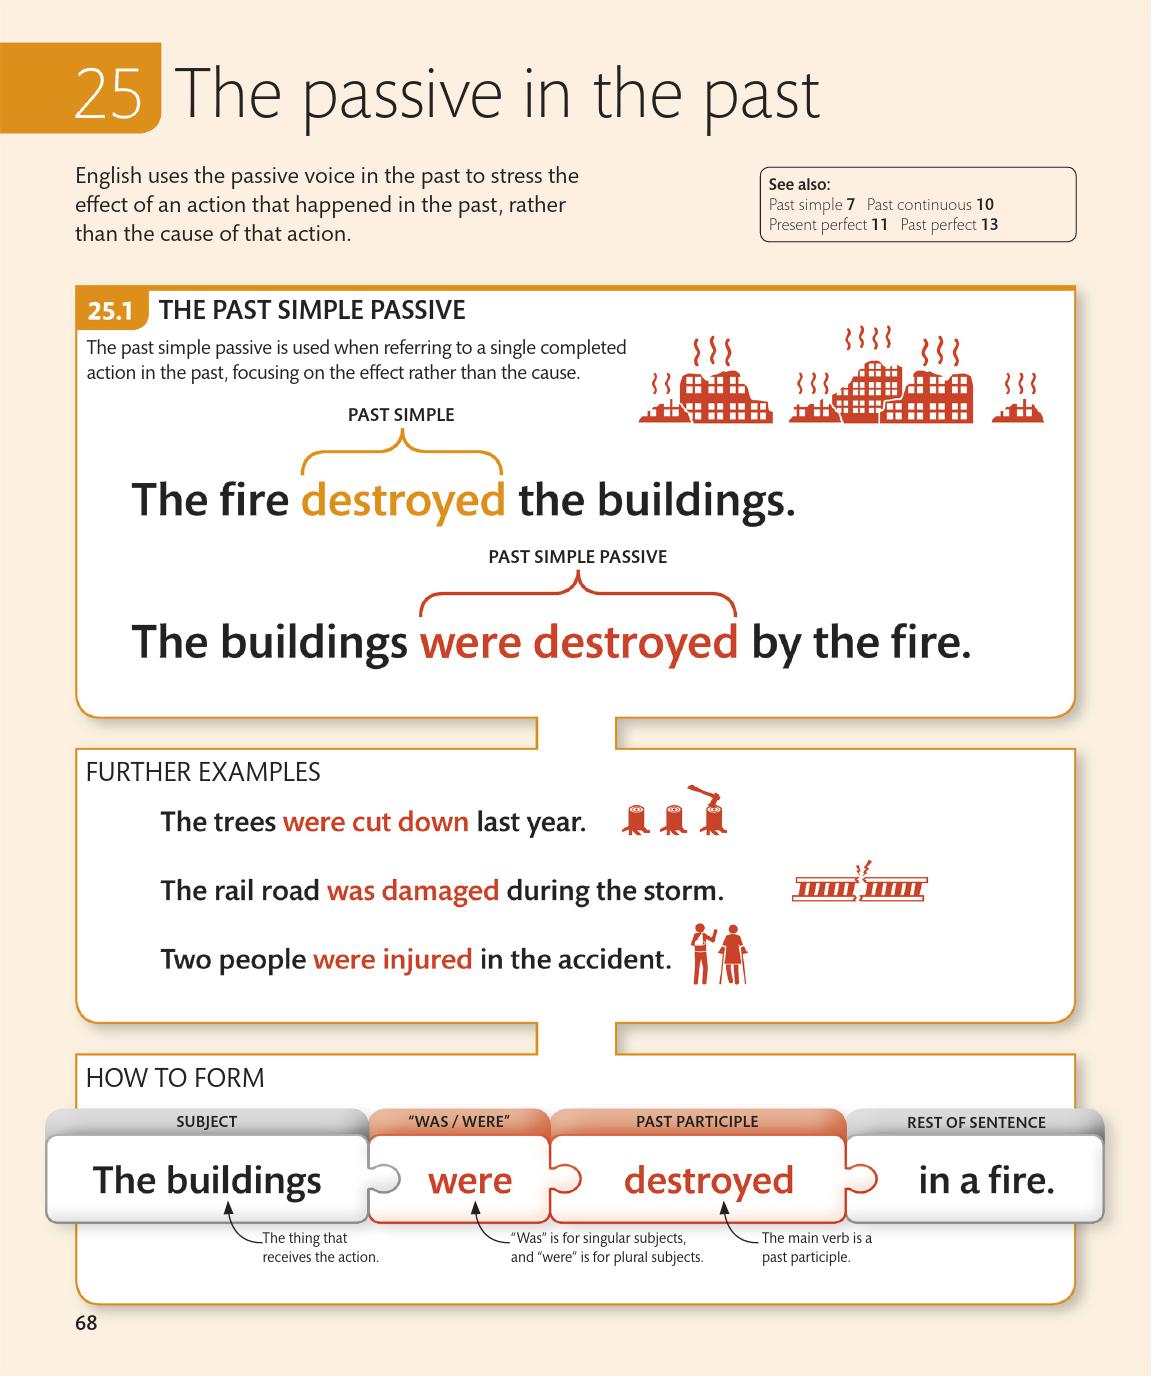 25 The passive in the past
English uses the passive voice in the past to stress the
effect of an action that happened in the past, rather
than the cause of that action.
See also:
Past simple 7 Past continuous 10
Present perfect 11 Past perfect 13
25.1 THE PAST SIMPLE PASSIVE
The past simple passive is used when referring to a single completed
action in the past, focusing on the effect rather than the cause.
PAST SIMPLE
The fire destroyed the buildings.
PAST SIMPLE PASSIVE
The buildings were destroyed by the fire.
FURTHER EXAMPLES
The trees were cut down last year.
The rail road was damaged during the storm.
Two people were injured in the accident.
HOW TO FORM
SUBJECT
“WAS / WERE”
PAST PARTICIPLE
REST OF SENTENCE
The buildings
were
destroyed
in a fire.
The thing that
receives the action.
“Was” is for singular subjects,
and “were” is for plural subjects.
The main verb is a
past participle.
68